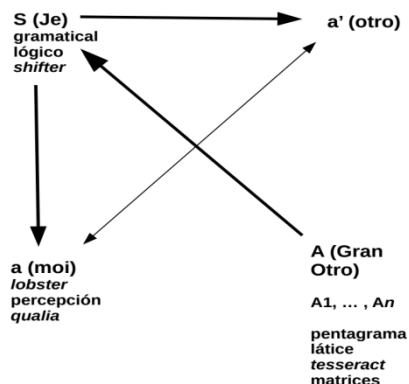 S (Je)
gramatical
lógico
shifter
a’ (otro)
a (moi)
lobster
percepción
qualia
A (Gran
Otro)
A1, ... , An
pentagrama
látice
tesseract
matrices